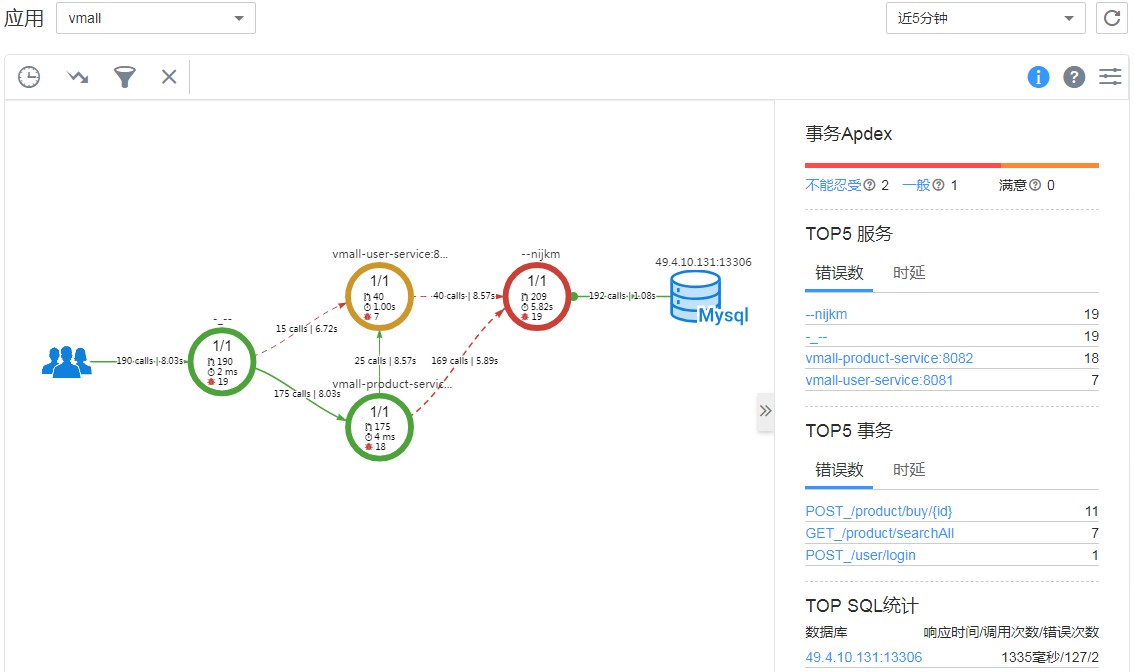 应用 vmall 近5分钟
事务Apdex
不能忍受 2 一般 1 满意 0
TOP5 服务
错误数 时延
--nijkm 19
-_-- 19
vmall-product-service:8082 18
vmall-user-service:8081 7
TOP5 事务
错误数 时延
POST_/product/buy/{id} 11
GET_/product/searchAll 7
POST_/user/login 1
TOP SQL统计
数据库 响应时间/调用次数/错误次数
49.4.10.131:13306 1335毫秒/127/2
190 calls | 8.03s
-_--
1/1
190
2 ms
19
15 calls | 6.72s
175 calls | 8.03s
vmall-user-service:8...
1/1
40
1.00s
7
25 calls | 8.57s
vmall-product-servic...
1/1
175
4 ms
18
40 calls | 8.57s
169 calls | 5.89s
--nijkm
1/1
209
5.82s
19
192 calls | 1.08s
49.4.10.131:13306
Mysql